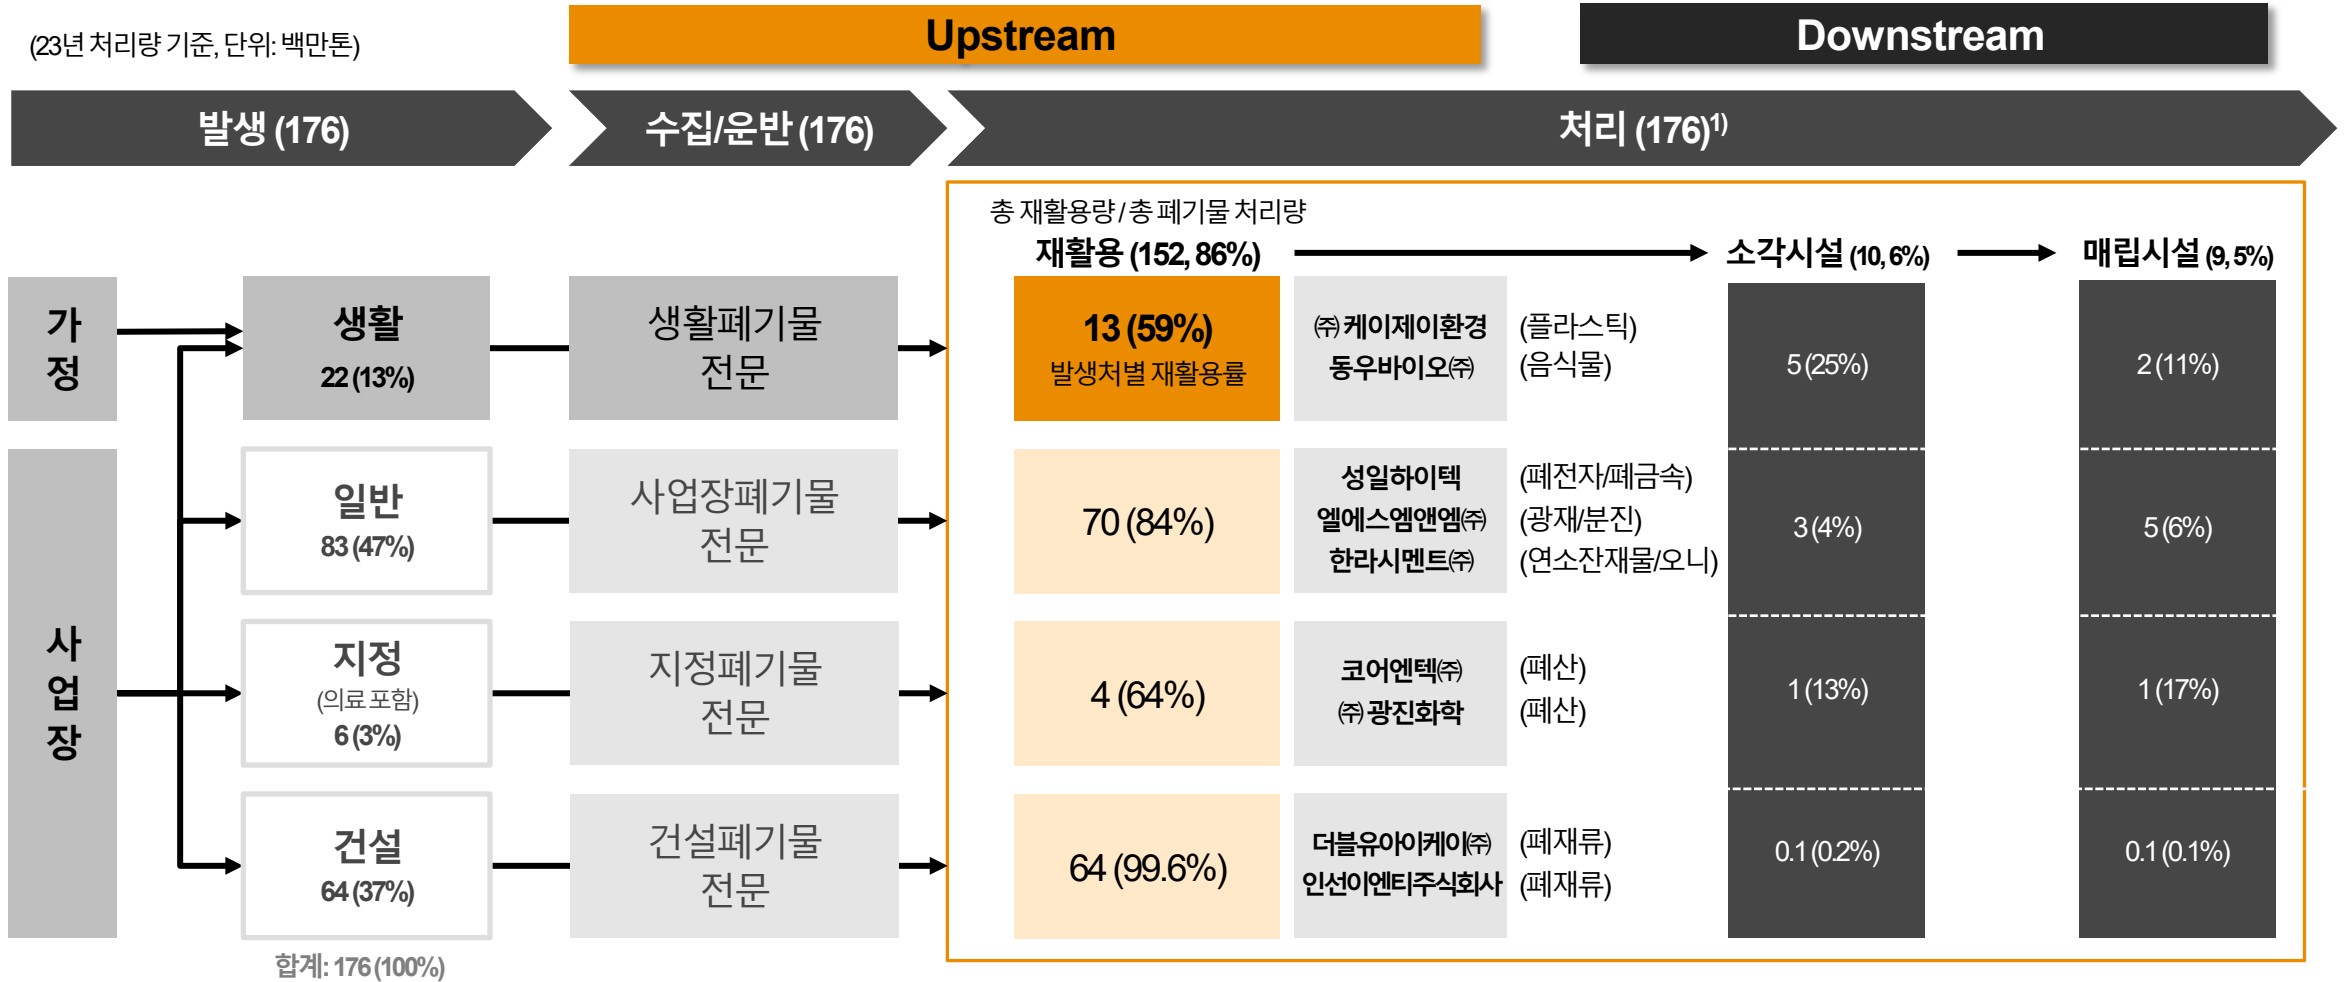 (23년 처리량 기준, 단위: 백만톤)
Upstream
Downstream
발생 (176)
수집/운반 (176)
처리 (176)1)
총 재활용량 / 총 폐기물 처리량
재활용 (152, 86%)
소각시설 (10, 6%)
매립시설 (9, 5%)
가
정
생활
22 (13%)
생활폐기물
전문
13 (59%)
발생처별 재활용률
㈜ 케이제이환경
(플라스틱)
동우바이오㈜
(음식물)
5 (25%)
2 (11%)
사
업
장
일반
83 (47%)
사업장폐기물
전문
70 (84%)
성일하이텍
(폐전자/폐금속)
엘에스엠앤엠㈜
(광재/분진)
한라시멘트㈜
(연소잔재물/오니)
3 (4%)
5 (6%)
지정
(의료 포함)
6 (3%)
지정폐기물
전문
4 (64%)
코어엔텍㈜
(폐산)
㈜ 광진화학
(폐산)
1 (13%)
1 (17%)
건설
64 (37%)
건설폐기물
전문
64 (99.6%)
더블유아이케이㈜
(폐재류)
인선이엔티주식회사
(폐재류)
0.1 (0.2%)
0.1 (0.1%)
합계: 176 (100%)